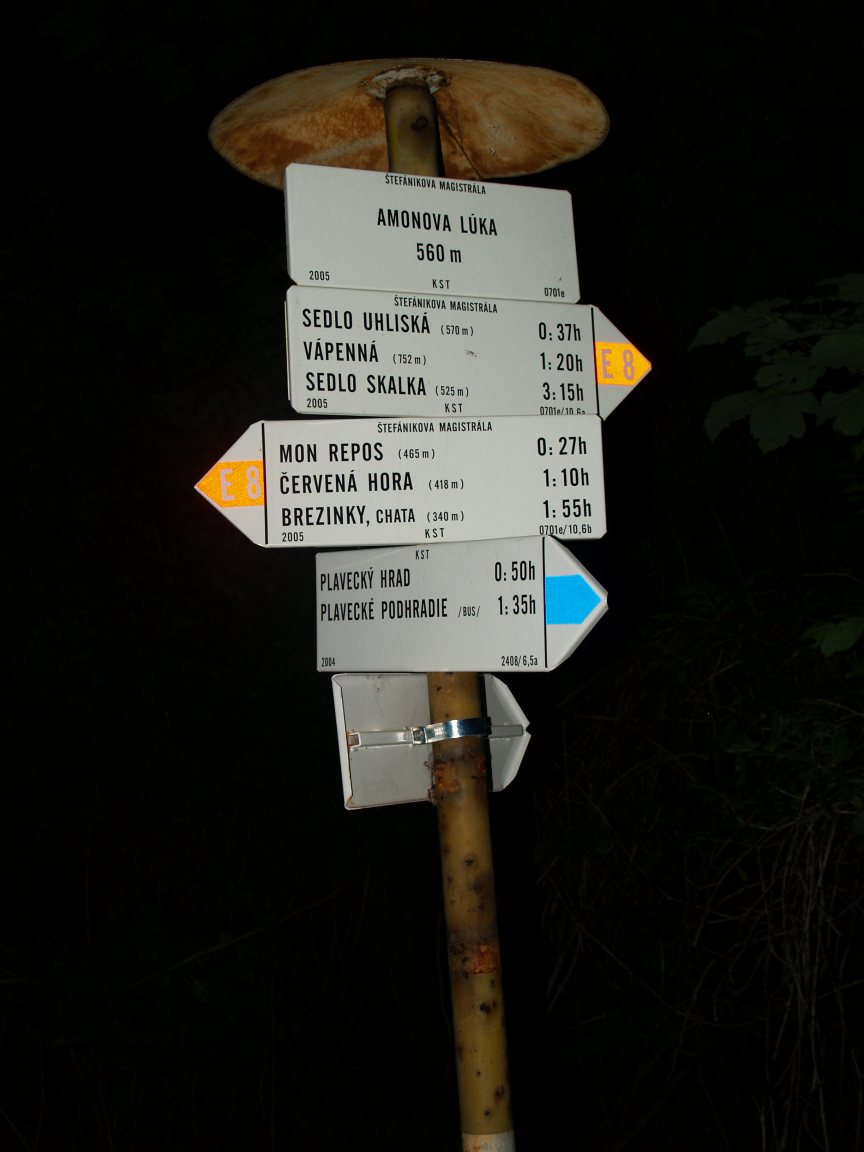 ŠTEFÁNIKOVA MAGISTRÁLA
AMONOVA LÚKA
560 m
2005 KST 0701e
ŠTEFÁNIKOVA MAGISTRÁLA
SEDLO UHLISKÁ (570 m) 0:37h
VÁPENNÁ (752 m) 1:20h
SEDLO SKALKA (525 m) 3:15h
2005 KST 0701e/10,6a
E 8
ŠTEFÁNIKOVA MAGISTRÁLA
MON REPOS (465 m) 0:27h
ČERVENÁ HORA (418 m) 1:10h
BREZINKY, CHATA (340 m) 1:55h
2005 KST 0701e/10,6b
E 8
KST
PLAVECKÝ HRAD 0:50h
PLAVECKÉ PODHRADIE /BUS/ 1:35h
2004 2408/6,5a